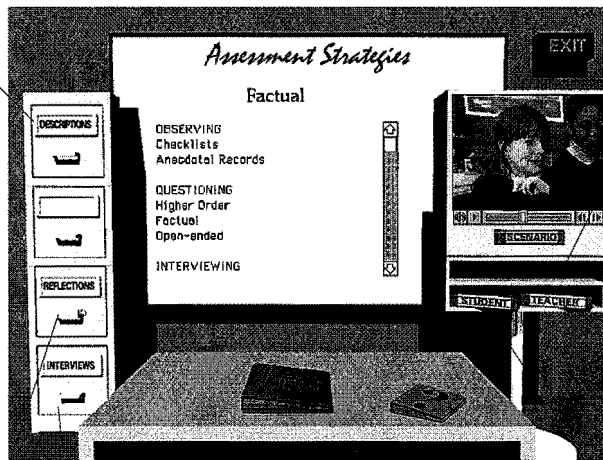 Assessment Strategies
EXIT
Factual
DESCRIPTIONS
OBSERVING
Checklists
Anecdotal Records
QUESTIONING
Higher Order
Factual
Open-ended
INTERVIEWING
SCENARIO
REFLECTIONS
STUDENT
TEACHER
INTERVIEWS